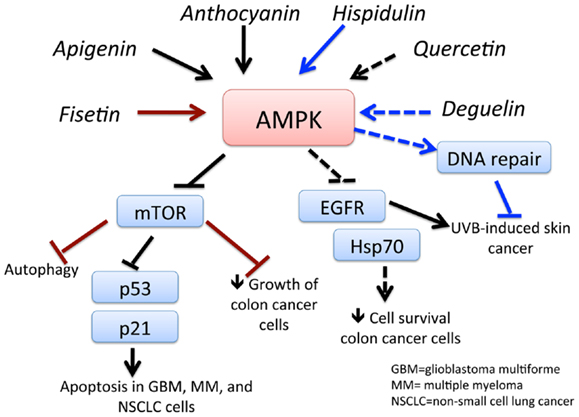 Anthocyanin
Hispidulin
Apigenin
Quercetin
Fisetin
AMPK
Deguelin
DNA repair
mTOR
EGFR
Hsp70
UVB-induced skin
cancer
Autophagy
p53
p21
Growth of
colon cancer
cells
Cell survival
colon cancer cells
Apoptosis in GBM, MM, and
NSCLC cells
GBM=glioblastoma multiforme
MM= multiple myeloma
NSCLC=non-small cell lung cancer